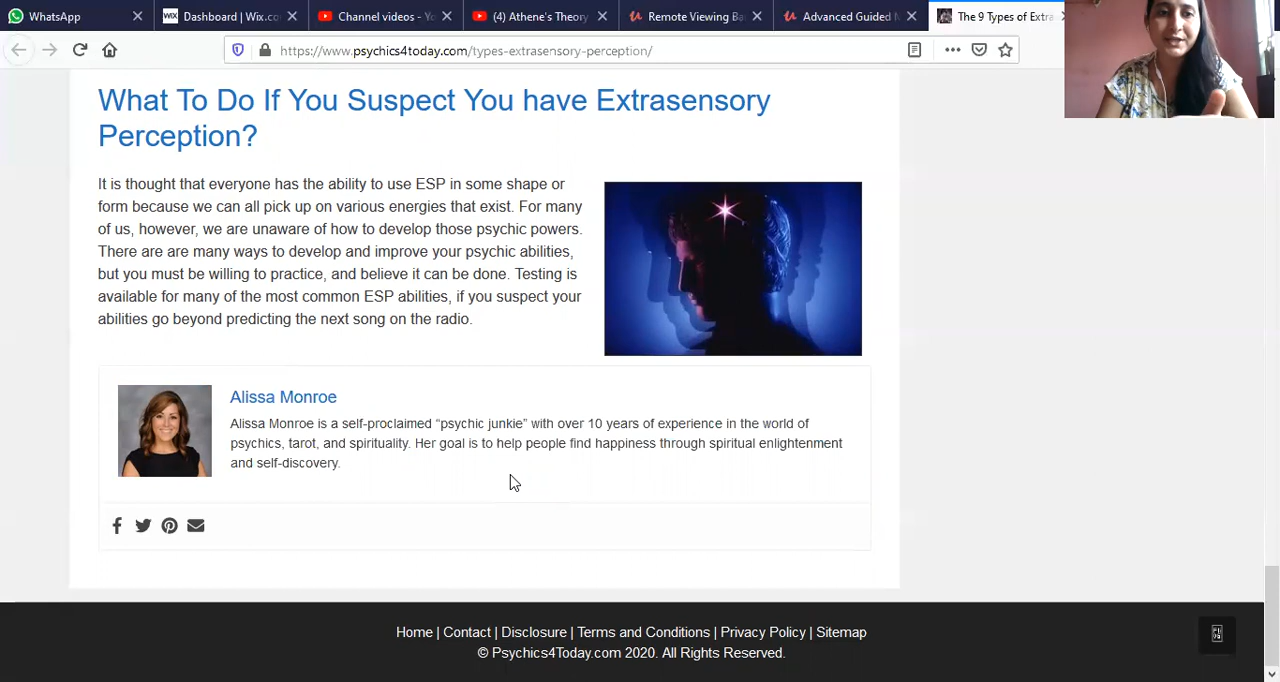 WhatsApp
Dashboard | Wix.co
Channel videos - Yo
(4) Athene's Theory
Remote Viewing Ba
Advanced Guided M
The 9 Types of Extra
https://www.psychics4today.com/types-extrasensory-perception/
What To Do If You Suspect You have Extrasensory
Perception?
It is thought that everyone has the ability to use ESP in some shape or
form because we can all pick up on various energies that exist. For many
of us, however, we are unaware of how to develop those psychic powers.
There are are many ways to develop and improve your psychic abilities,
but you must be willing to practice, and believe it can be done. Testing is
available for many of the most common ESP abilities, if you suspect your
abilities go beyond predicting the next song on the radio.
Alissa Monroe
Alissa Monroe is a self-proclaimed “psychic junkie” with over 10 years of experience in the world of
psychics, tarot, and spirituality. Her goal is to help people find happiness through spiritual enlightenment
and self-discovery.
Home | Contact | Disclosure | Terms and Conditions | Privacy Policy | Sitemap
© Psychics4Today.com 2020. All Rights Reserved.